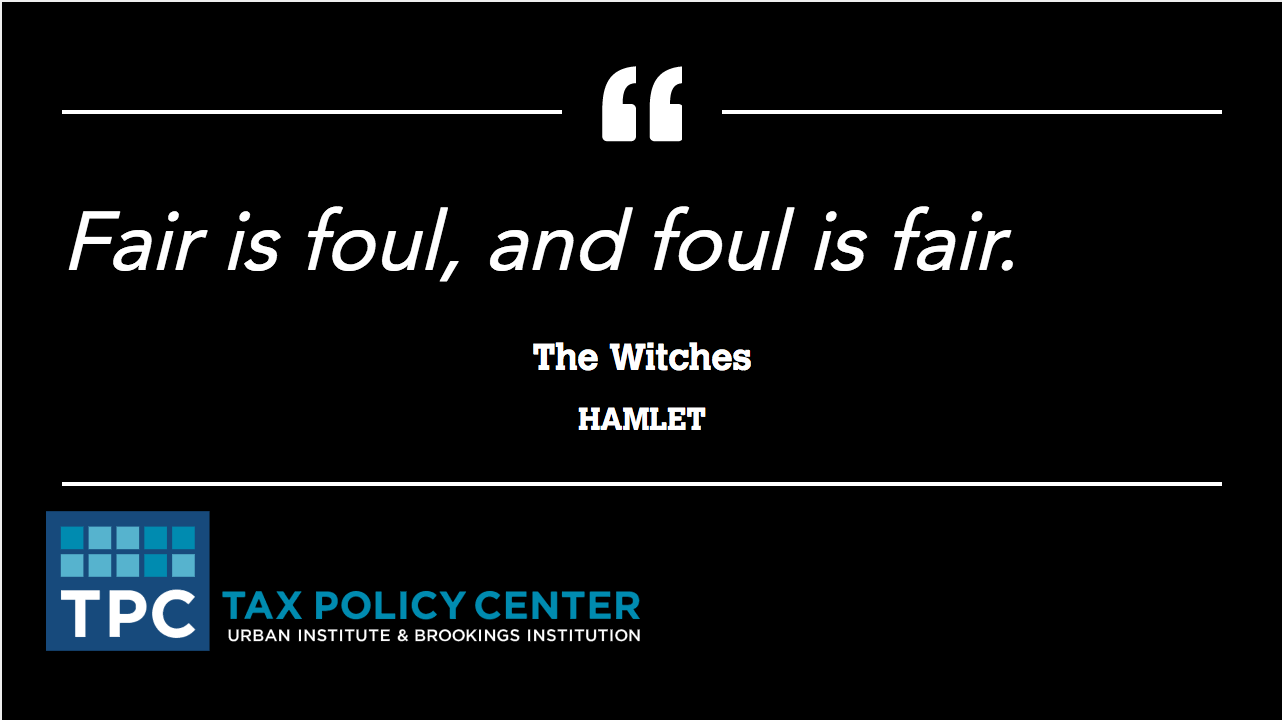 “
Fair is foul, and foul is fair.
The Witches
HAMLET
TPC
TAX POLICY CENTER
URBAN INSTITUTE & BROOKINGS INSTITUTION